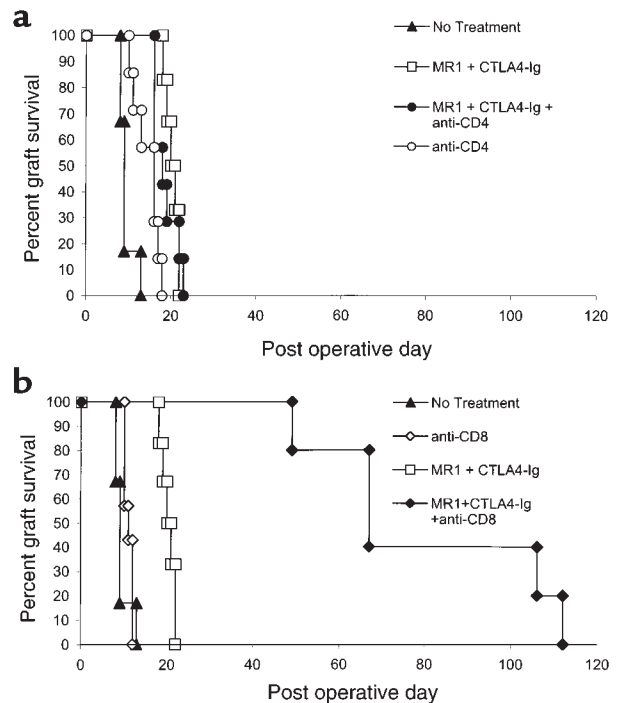 a
100
90
80
70
60
50
40
30
20
10
0
Percent graft survival
0 20 40 60 80 100 120
Post operative day
No Treatment
MR1 + CTLA4-Ig
MR1 + CTLA4-Ig +
anti-CD4
anti-CD4
b
100
90
80
70
60
50
40
30
20
10
0
Percent graft survival
0 20 40 60 80 100 120
Post operative day
No Treatment
anti-CD8
MR1 + CTLA4-Ig
MR1+CTLA4-Ig
+anti-CD8